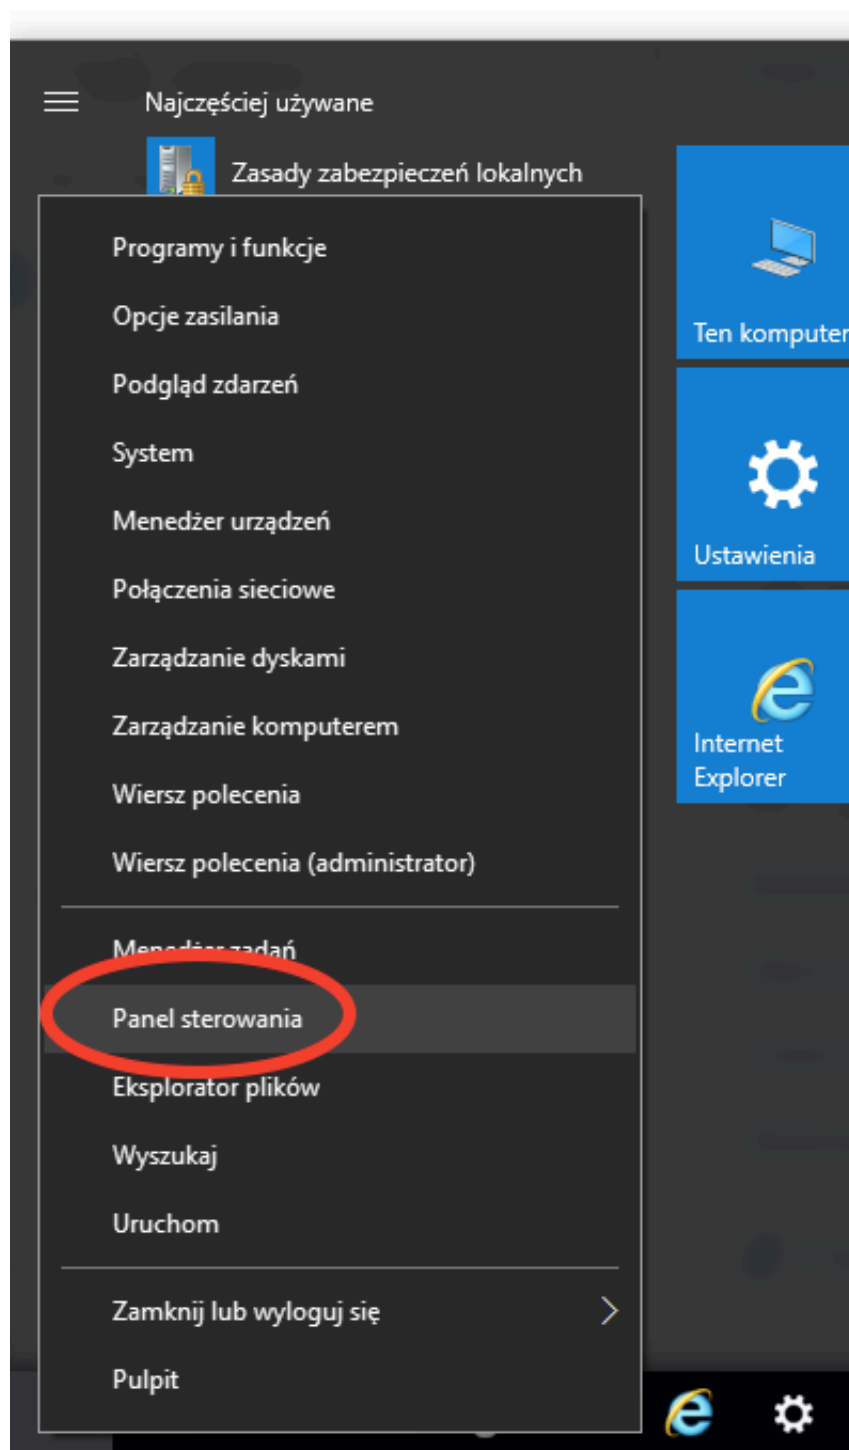 Najczęściej używane
Zasady zabezpieczeń lokalnych
Programy i funkcje
Opcje zasilania
Podgląd zdarzeń
System
Menedżer urządzeń
Połączenia sieciowe
Zarządzanie dyskami
Zarządzanie komputerem
Wiersz polecenia
Wiersz polecenia (administrator)
Menedżer zadań
Panel sterowania
Eksplorator plików
Wyszukaj
Uruchom
Zamknij lub wyloguj się
Pulpit
Ten komputer
Ustawienia
Internet
Explorer